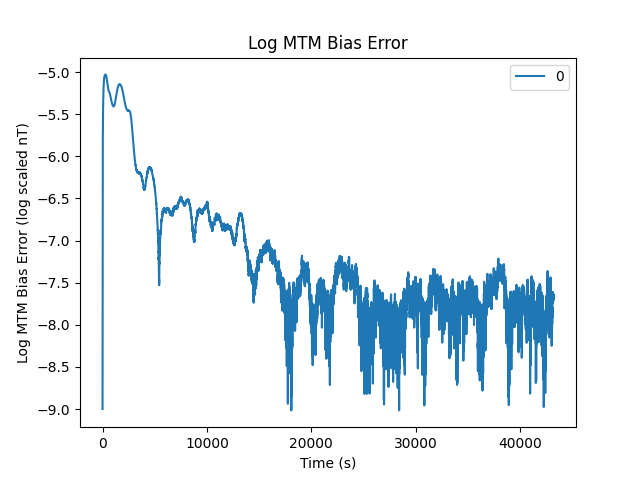 Log MTM Bias Error
0
Log MTM Bias Error (log scaled nT)
−5.0
−5.5
−6.0
−6.5
−7.0
−7.5
−8.0
−8.5
−9.0
0 10000 20000 30000 40000
Time (s)